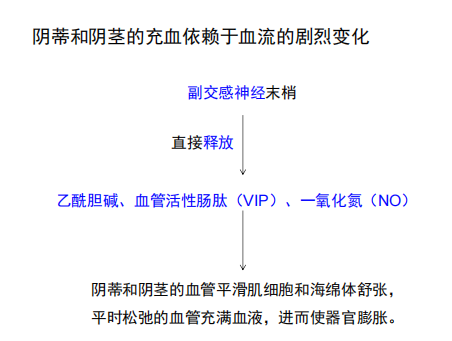 阴蒂和阴茎的充血依赖于血流的剧烈变化
副交感神经末梢
直接释放
乙酰胆碱、血管活性肠肽（VIP）、一氧化氮（NO）
阴蒂和阴茎的血管平滑肌细胞和海绵体舒张，
平时松弛的血管充满血液，进而使器官膨胀。